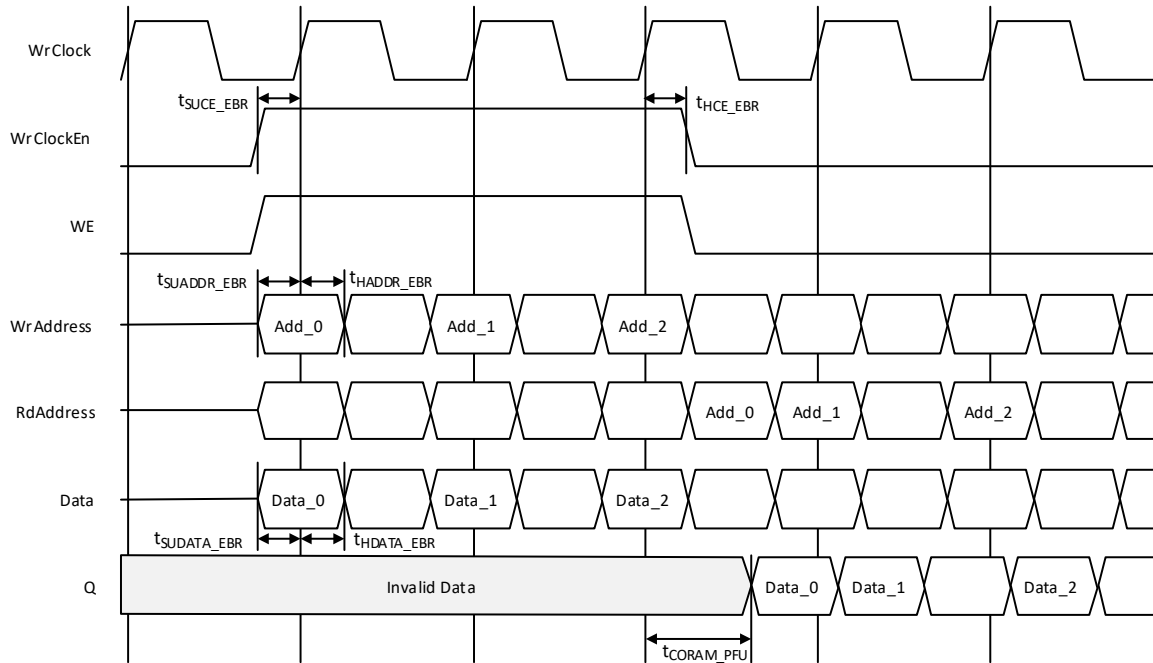 WrClock
tSUCE_EBR
tHCE_EBR
WrClockEn
WE
tSUADDR_EBR tHADDR_EBR
WrAddress Add_0 Add_1 Add_2
RdAddress Add_0 Add_1 Add_2
Data Data_0 Data_1 Data_2
tSUDATA_EBR tHDATA_EBR
Q Invalid Data Data_0 Data_1 Data_2
tCORAM_PFU